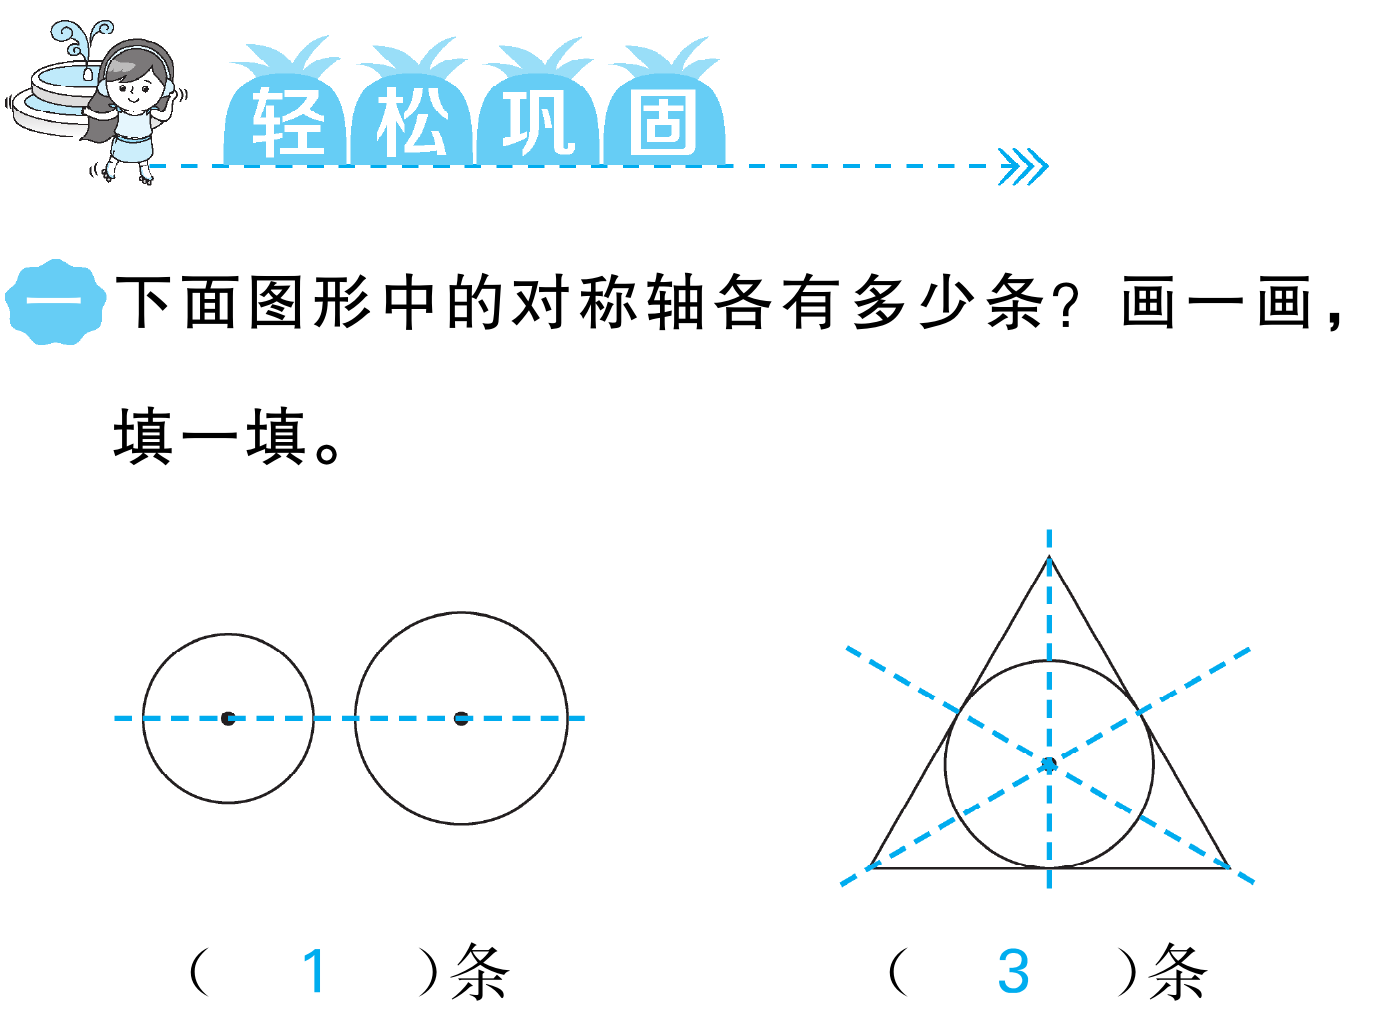 轻松巩固
一 下面图形中的对称轴各有多少条？画一画，
填一填。
（ 1 ）条 （ 3 ）条